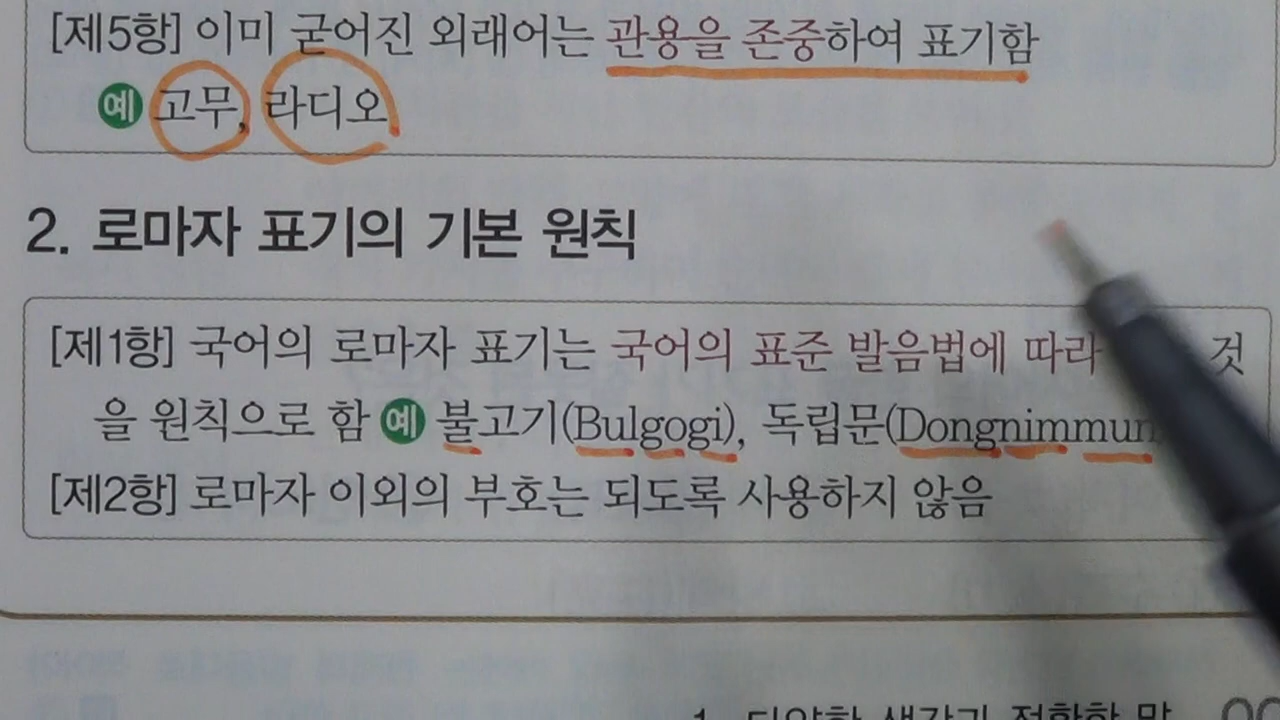 [제5항] 이미 굳어진 외래어는 관용을 존중하여 표기함
예 고무, 라디오
2. 로마자 표기의 기본 원칙
[제1항] 국어의 로마자 표기는 국어의 표준 발음법에 따라 것
을 원칙으로 함 예 불고기(Bulgogi), 독립문(Dongnimmun
[제2항] 로마자 이외의 부호는 되도록 사용하지 않음